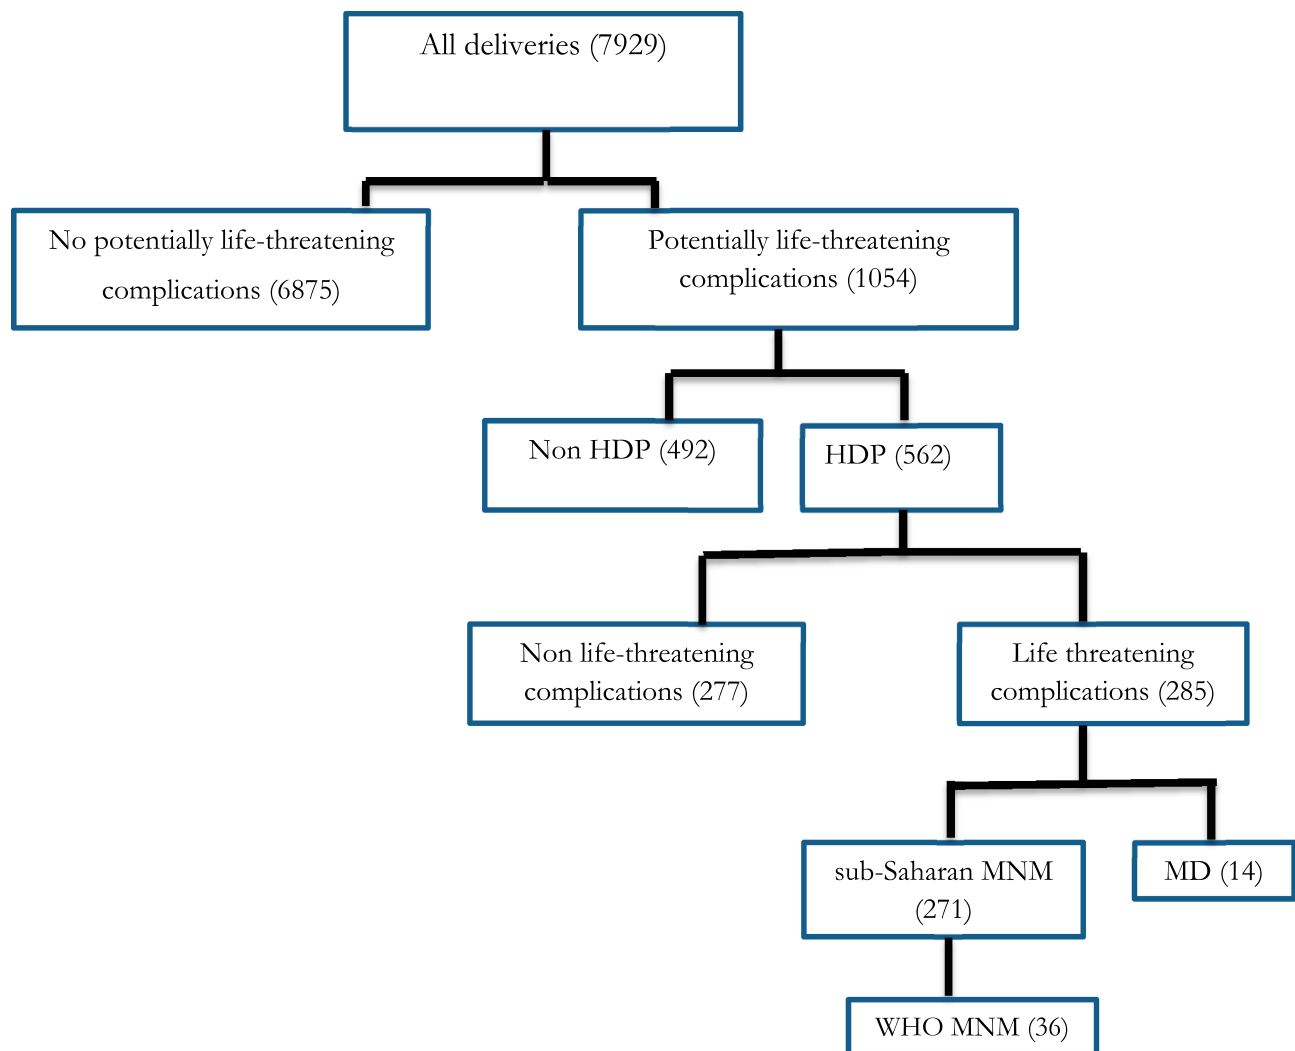 All deliveries (7929)
No potentially life-threatening
complications (6875)
Potentially life-threatening
complications (1054)
Non HDP (492)
HDP (562)
Non life-threatening
complications (277)
Life threatening
complications (285)
sub-Saharan MNM
(271)
MD (14)
WHO MNM (36)